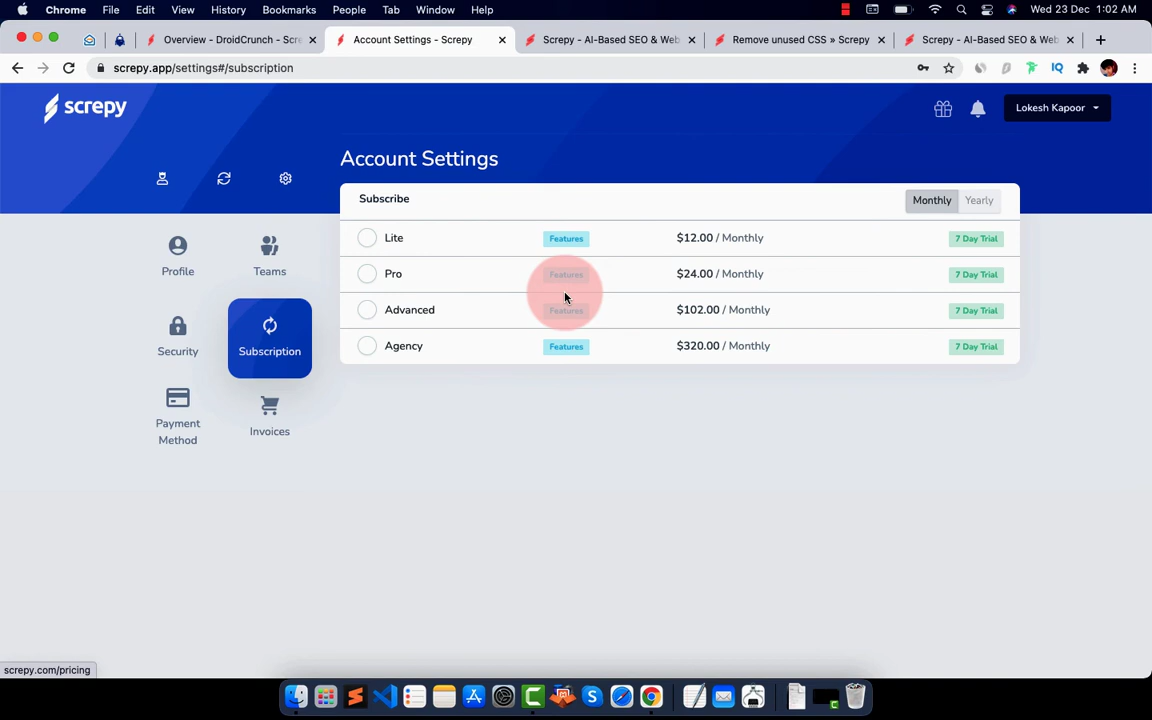 Chrome File Edit View History Bookmarks People Tab Window Help Wed 23 Dec 1:02 AM
Overview - DroidCrunch - Scre
Account Settings - Screpy
Screpy - AI-Based SEO & Web
Remove unused CSS » Screpy
Screpy - AI-Based SEO & Web
screpy.app/settings#/subscription
IQ
screpy
Lokesh Kapoor
Account Settings
Subscribe Monthly Yearly
Lite Features $12.00 / Monthly 7 Day Trial
Pro Features $24.00 / Monthly 7 Day Trial
Advanced Features $102.00 / Monthly 7 Day Trial
Agency Features $320.00 / Monthly 7 Day Trial
Profile Teams
Security Subscription
Payment Method Invoices
screpy.com/pricing